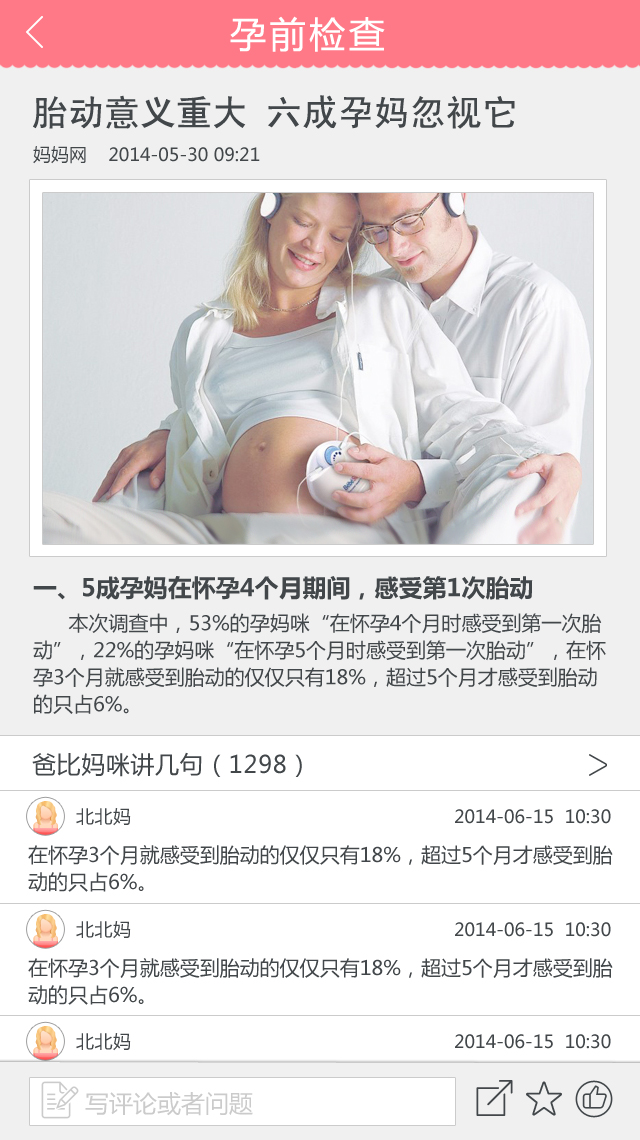 孕前检查
胎动意义重大 六成孕妈忽视它
妈妈网 2014-05-30 09:21
一、5成孕妈在怀孕4个月期间，感受第1次胎动
本次调查中，53%的孕妈咪“在怀孕4个月时感受到第一次胎
动”，22%的孕妈咪“在怀孕5个月时感受到第一次胎动”，在怀
孕3个月就感受到胎动的仅仅只有18%，超过5个月才感受到胎动
的只占6%。
爸比妈咪讲几句（1298） >
北北妈 2014-06-15 10:30
在怀孕3个月就感受到胎动的仅仅只有18%，超过5个月才感受到胎
动的只占6%。
北北妈 2014-06-15 10:30
在怀孕3个月就感受到胎动的仅仅只有18%，超过5个月才感受到胎
动的只占6%。
北北妈 2014-06-15 10:30
写评论或者问题